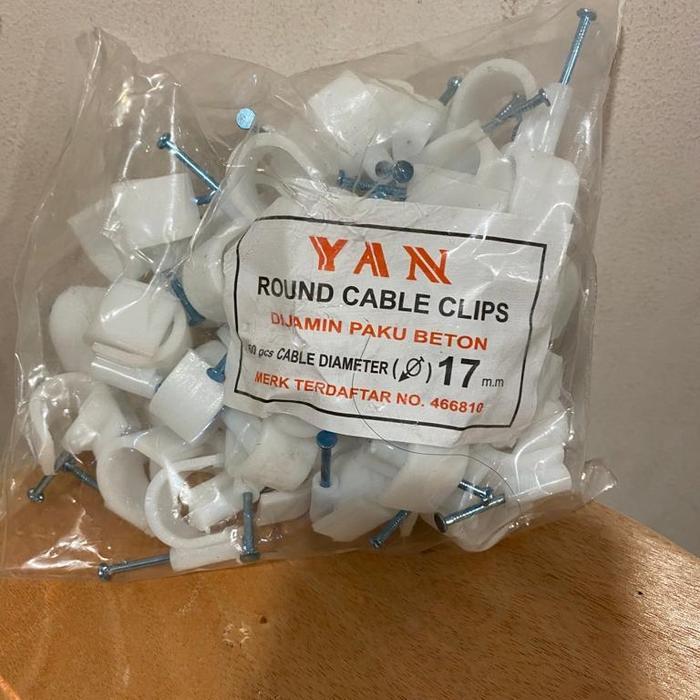 YAN
ROUND CABLE CLIPS
DIJAMIN PAKU BETON
pcs CABLE DIAMETER (Ø) 17 m.m
MERK TERDAFTAR NO. 466810